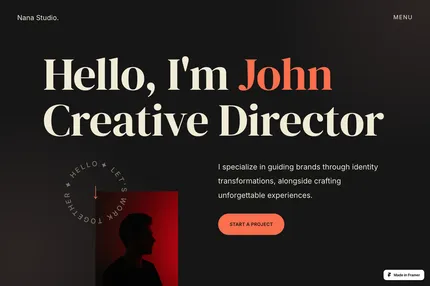 Nana Studio.
MENU
Hello, I'm John
Creative Director
HELLO ✦ LET'S WORK TOGETHER ✦
I specialize in guiding brands through identity
transformations, alongside crafting
unforgettable experiences.
START A PROJECT
Made in Framer